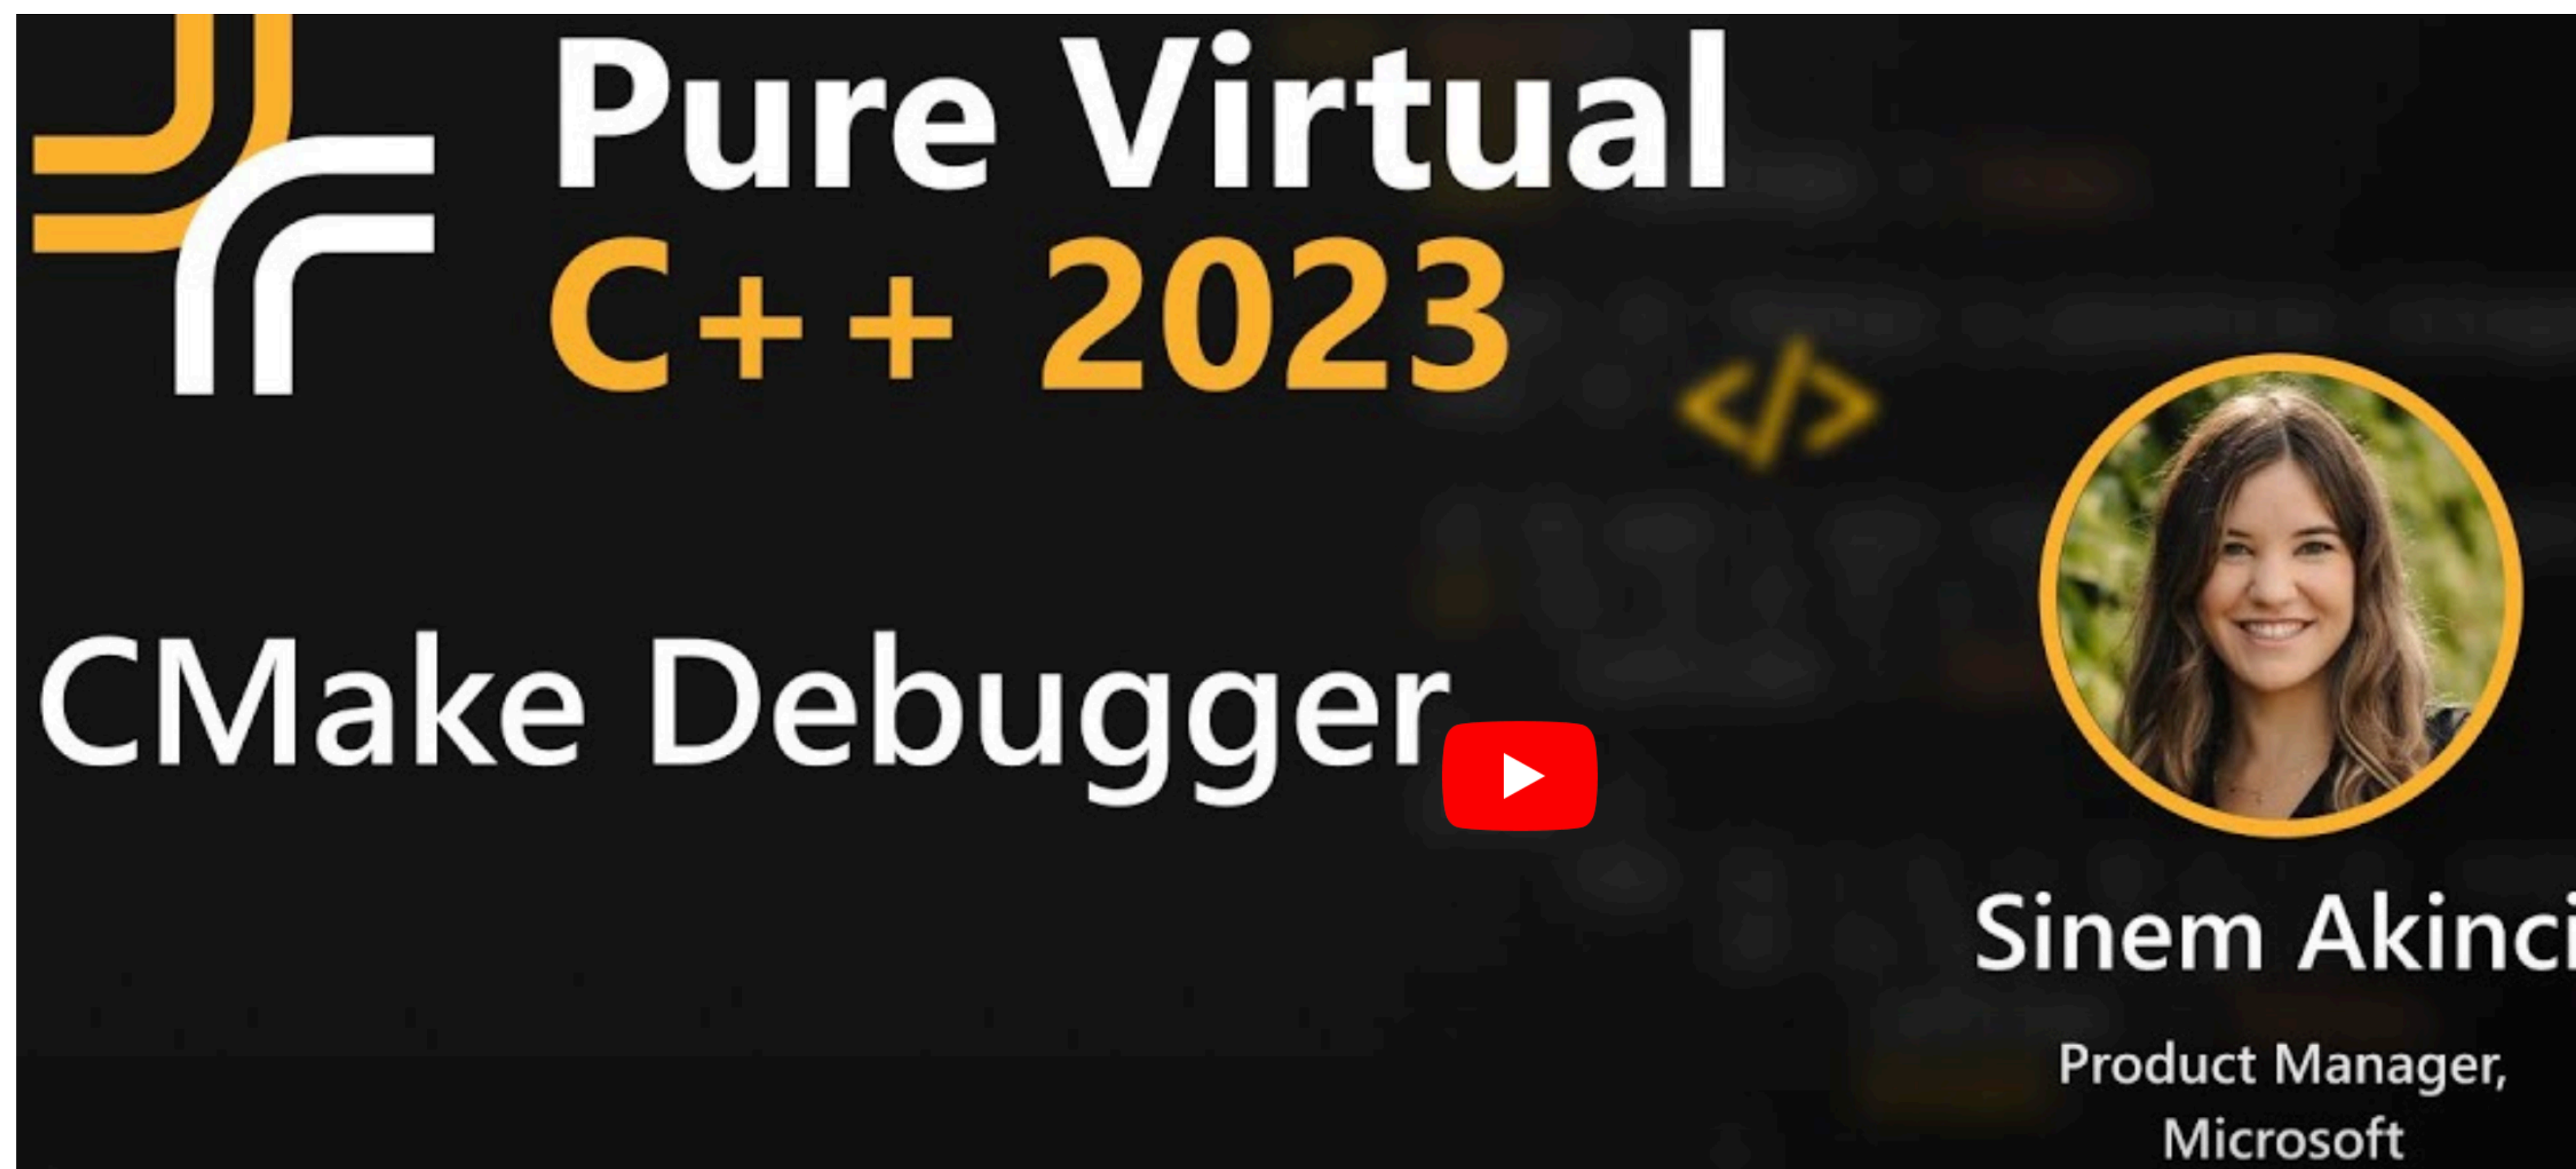 Pure Virtual
C++ 2023
</>
CMake Debugger
Sinem Akinci
Product Manager,
Microsoft